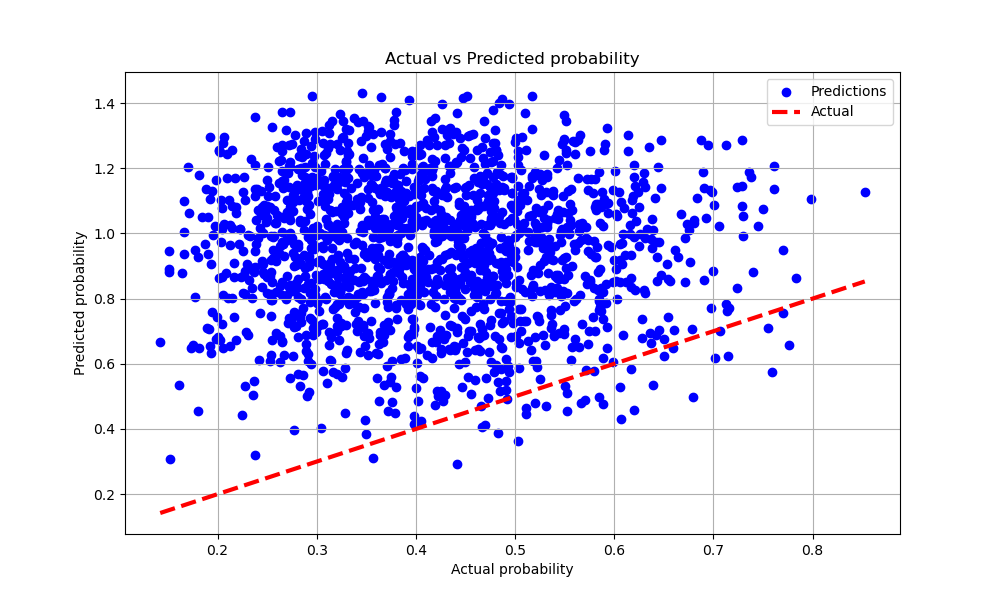 Actual vs Predicted probability
Predictions
Actual
Predicted probability
1.4
1.2
1.0
0.8
0.6
0.4
0.2
0.2 0.3 0.4 0.5 0.6 0.7 0.8
Actual probability